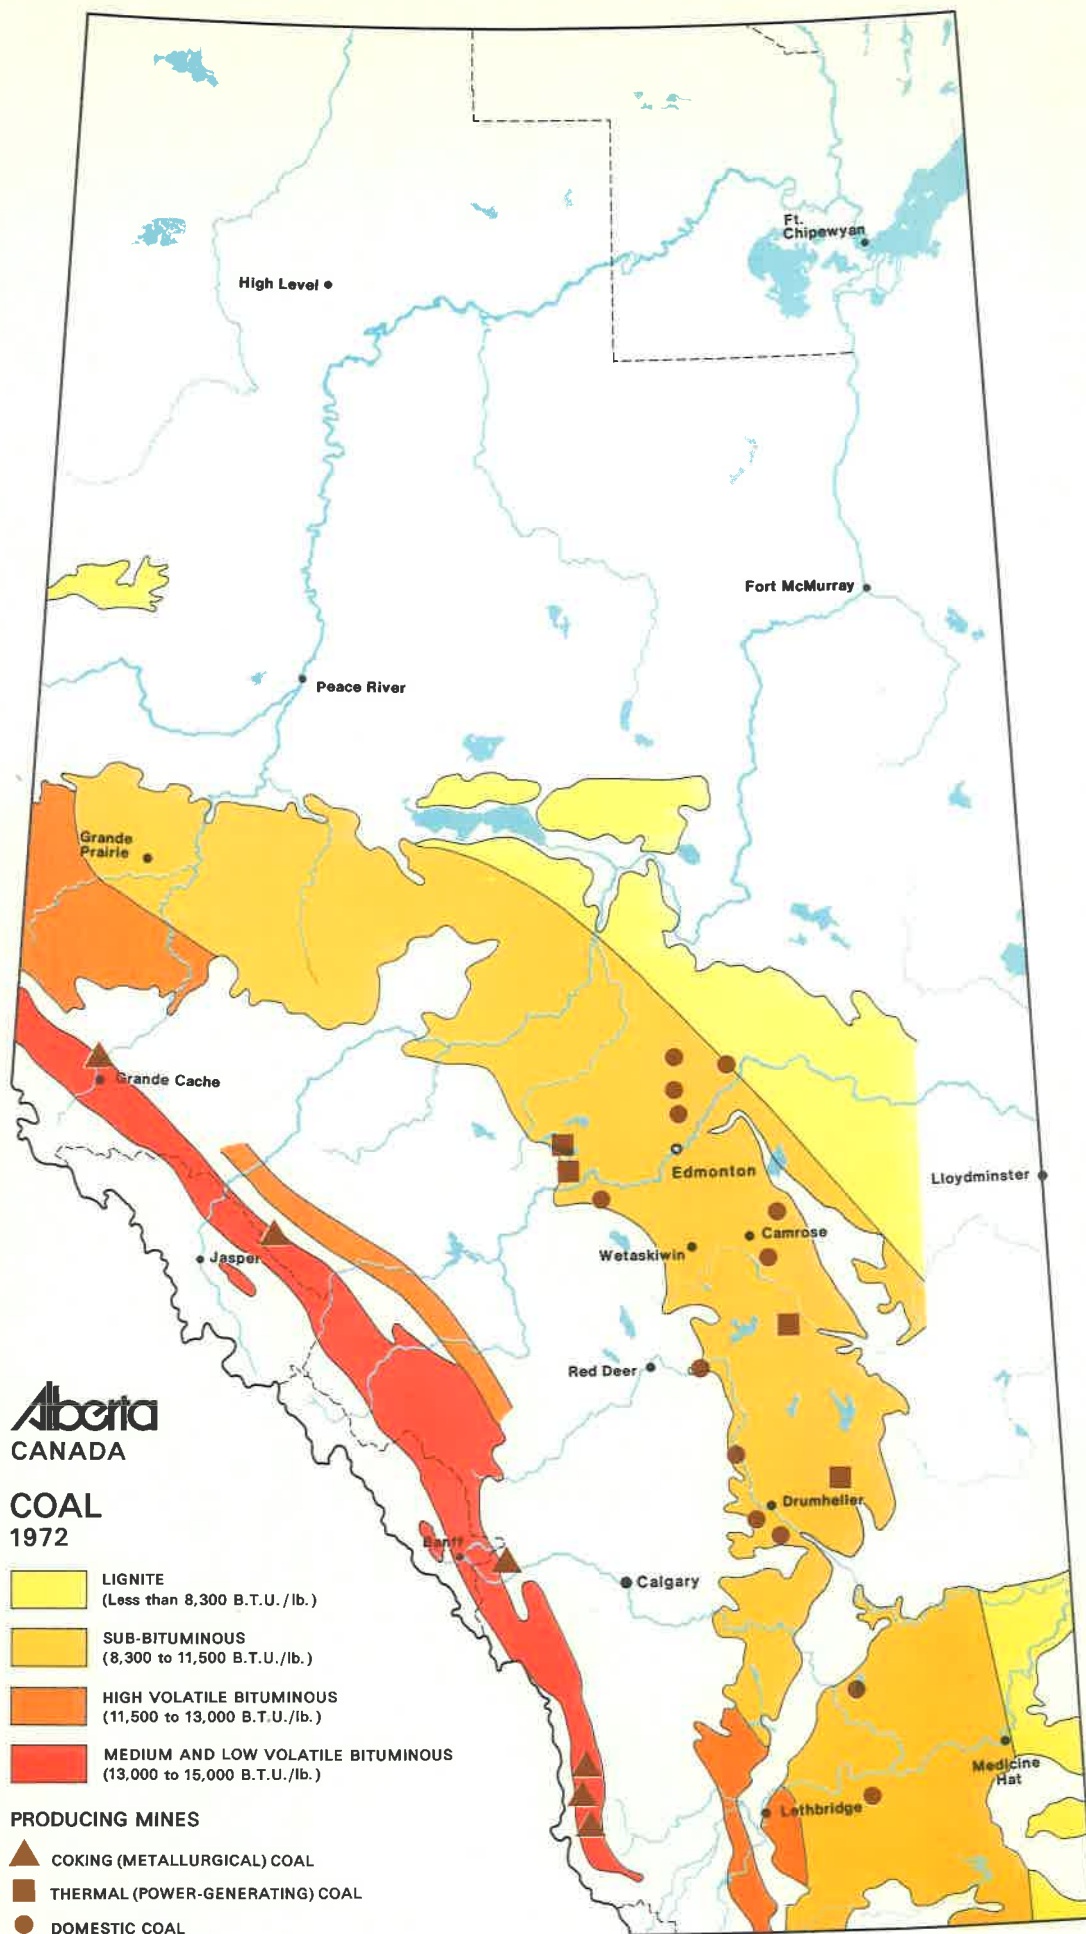 Ft.
Chipewyan
High Level
Fort McMurray
Peace River
Grande
Prairie
Grande Cache
Edmonton
Lloydminster
Jasper
Camrose
Wetaskiwin
Red Deer
Drumheller
Banff
Calgary
Medicine
Hat
Lethbridge
Alberta
CANADA
COAL
1972
LIGNITE
(Less than 8,300 B.T.U./lb.)
SUB-BITUMINOUS
(8,300 to 11,500 B.T.U./lb.)
HIGH VOLATILE BITUMINOUS
(11,500 to 13,000 B.T.U./lb.)
MEDIUM AND LOW VOLATILE BITUMINOUS
(13,000 to 15,000 B.T.U./lb.)
PRODUCING MINES
COKING (METALLURGICAL) COAL
THERMAL (POWER-GENERATING) COAL
DOMESTIC COAL